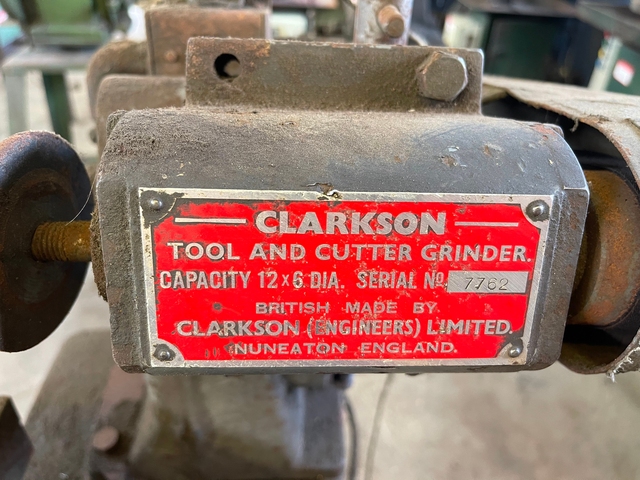 CLARKSON
TOOL AND CUTTER GRINDER.
CAPACITY 12 x 6 DIA. SERIAL Nº 7762
BRITISH MADE BY
CLARKSON (ENGINEERS) LIMITED.
NUNEATON ENGLAND.